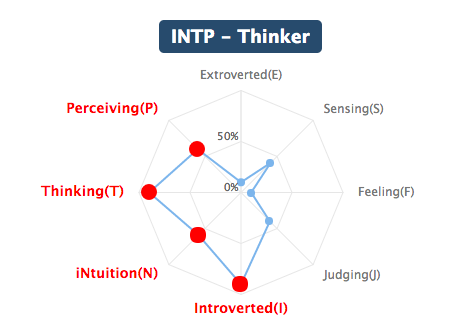 INTP – Thinker
Extroverted(E)
Perceiving(P)
Sensing(S)
50%
Thinking(T)
0%
Feeling(F)
iNtuition(N)
Judging(J)
Introverted(I)